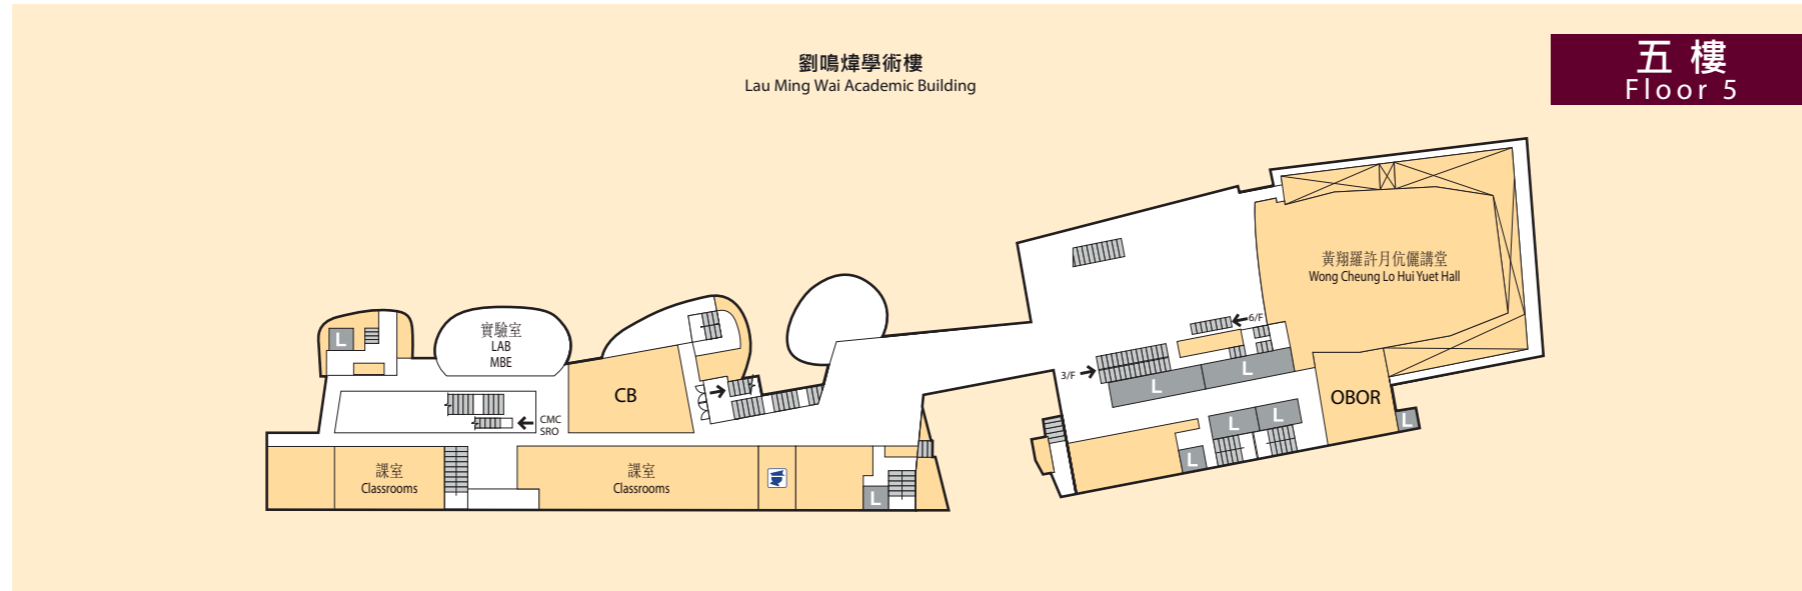 劉鳴煒學術樓
Lau Ming Wai Academic Building
五樓
Floor 5
黃翔羅許月伉儷講堂
Wong Cheung Lo Hui Yuet Hall
6/F
3/F
L
L
OBOR
L
L
L
L
L
實驗室
LAB
MBE
CB
CMC
SRO
課室
Classrooms
課室
Classrooms
L